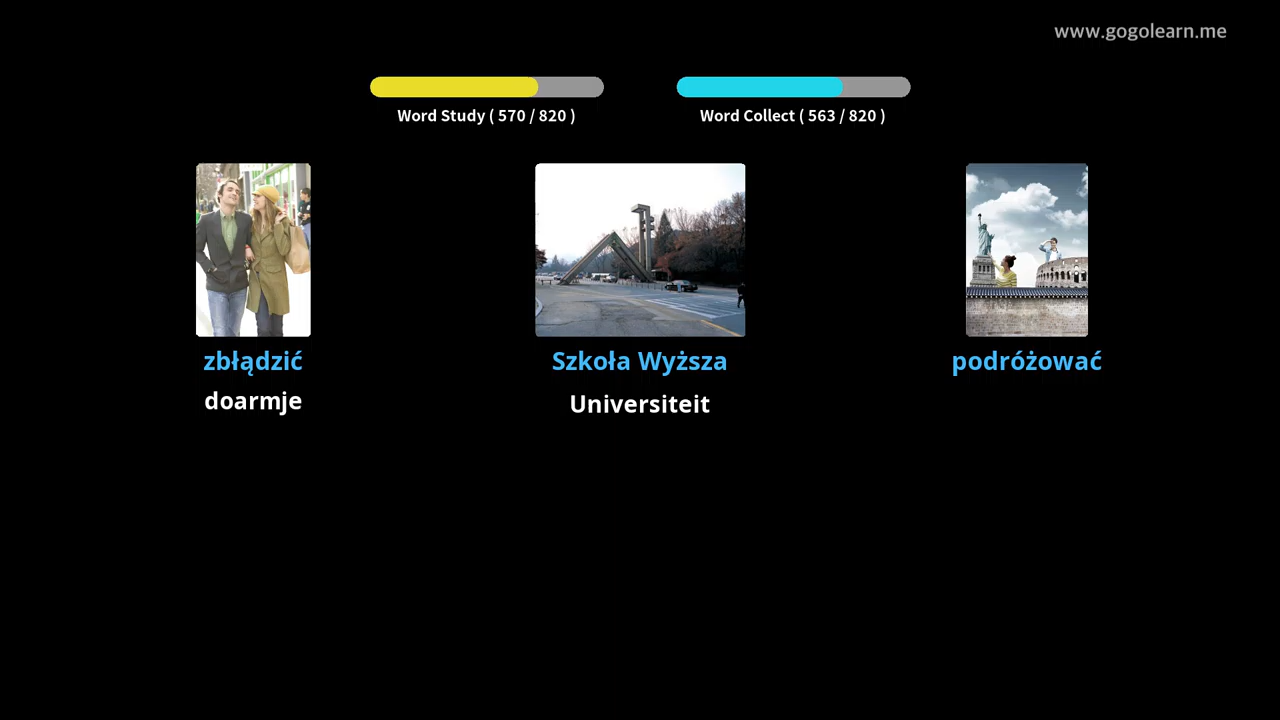 www.gogolearn.me
Word Study ( 570 / 820 )
Word Collect ( 563 / 820 )
zbłądzić
Szkoła Wyższa
podróżować
doarmje
Universiteit